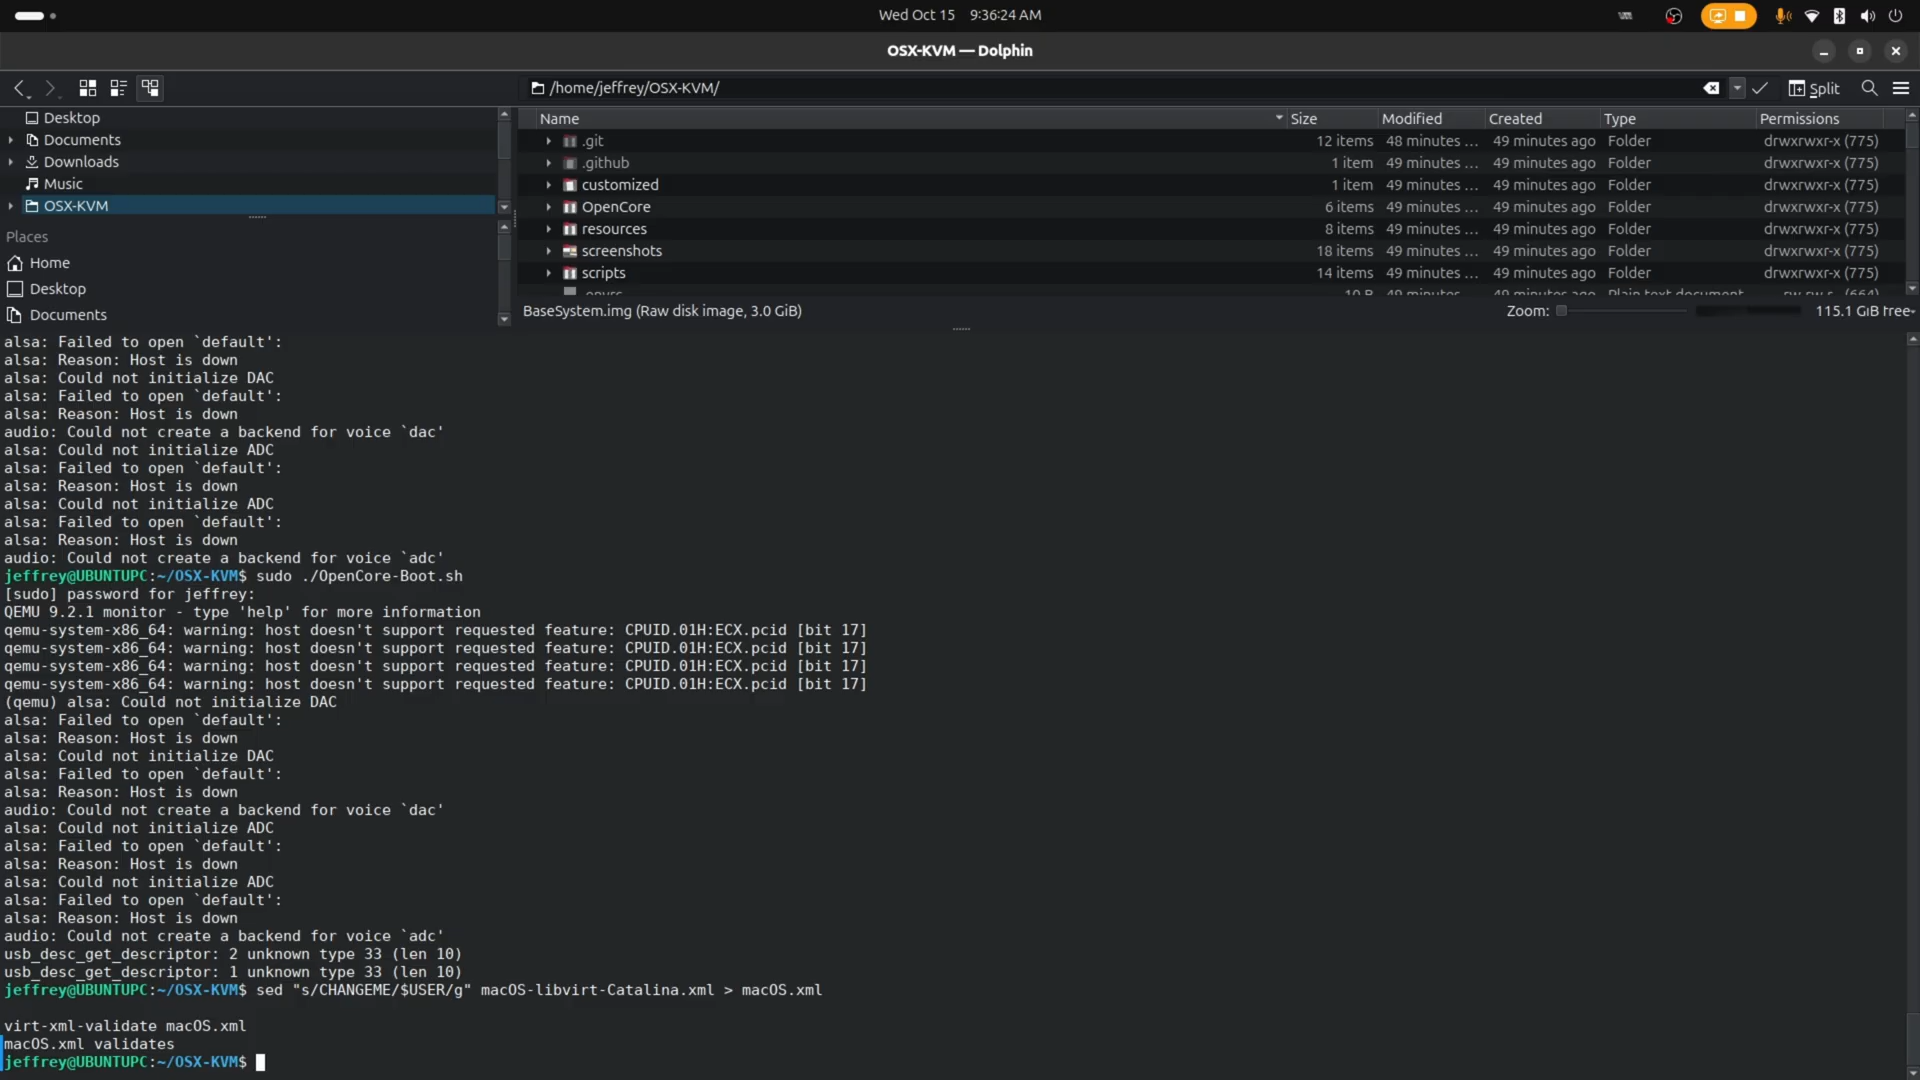 Wed Oct 15 9:36:24 AM
OSX-KVM — Dolphin
/home/jeffrey/OSX-KVM/
Split
Desktop
Documents
Downloads
Music
OSX-KVM
Places
Home
Desktop
Documents
Name Size Modified Created Type Permissions
.git 12 items 48 minutes ... 49 minutes ago Folder drwxrwxr-x (775)
.github 1 item 49 minutes ... 49 minutes ago Folder drwxrwxr-x (775)
customized 1 item 49 minutes ... 49 minutes ago Folder drwxrwxr-x (775)
OpenCore 6 items 49 minutes ... 49 minutes ago Folder drwxrwxr-x (775)
resources 8 items 49 minutes ... 49 minutes ago Folder drwxrwxr-x (775)
screenshots 18 items 49 minutes ... 49 minutes ago Folder drwxrwxr-x (775)
scripts 14 items 49 minutes ... 49 minutes ago Folder drwxrwxr-x (775)
BaseSystem.img (Raw disk image, 3.0 GiB) Zoom: 115.1 GiB free
alsa: Failed to open `default':
alsa: Reason: Host is down
alsa: Could not initialize DAC
alsa: Failed to open `default':
alsa: Reason: Host is down
audio: Could not create a backend for voice `dac'
alsa: Could not initialize ADC
alsa: Failed to open `default':
alsa: Reason: Host is down
alsa: Could not initialize ADC
alsa: Failed to open `default':
alsa: Reason: Host is down
audio: Could not create a backend for voice `adc'
jeffrey@UBUNTUPC:~/OSX-KVM$ sudo ./OpenCore-Boot.sh
[sudo] password for jeffrey:
QEMU 9.2.1 monitor - type 'help' for more information
qemu-system-x86_64: warning: host doesn't support requested feature: CPUID.01H:ECX.pcid [bit 17]
qemu-system-x86_64: warning: host doesn't support requested feature: CPUID.01H:ECX.pcid [bit 17]
qemu-system-x86_64: warning: host doesn't support requested feature: CPUID.01H:ECX.pcid [bit 17]
qemu-system-x86_64: warning: host doesn't support requested feature: CPUID.01H:ECX.pcid [bit 17]
(qemu) alsa: Could not initialize DAC
alsa: Failed to open `default':
alsa: Reason: Host is down
alsa: Could not initialize DAC
alsa: Failed to open `default':
alsa: Reason: Host is down
audio: Could not create a backend for voice `dac'
alsa: Could not initialize ADC
alsa: Failed to open `default':
alsa: Reason: Host is down
alsa: Could not initialize ADC
alsa: Failed to open `default':
alsa: Reason: Host is down
audio: Could not create a backend for voice `adc'
usb_desc_get_descriptor: 2 unknown type 33 (len 10)
usb_desc_get_descriptor: 1 unknown type 33 (len 10)
jeffrey@UBUNTUPC:~/OSX-KVM$ sed "s/CHANGEME/$USER/g" macOS-libvirt-Catalina.xml > macOS.xml
virt-xml-validate macOS.xml
macOS.xml validates
jeffrey@UBUNTUPC:~/OSX-KVM$